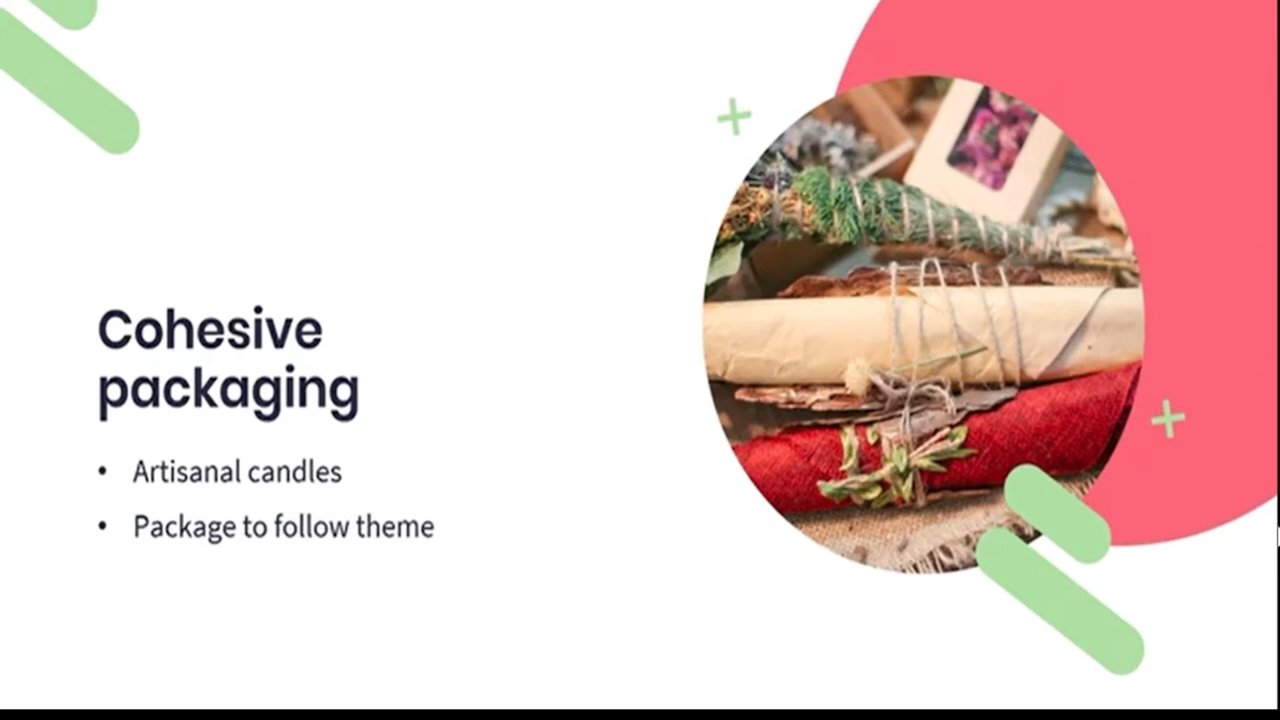 Cohesive
packaging
• Artisanal candles
• Package to follow theme